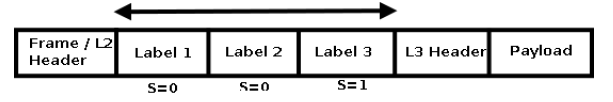 Frame / L2
Header
Label 1
Label 2
Label 3
L3 Header
Payload
S=0
S=0
S=1